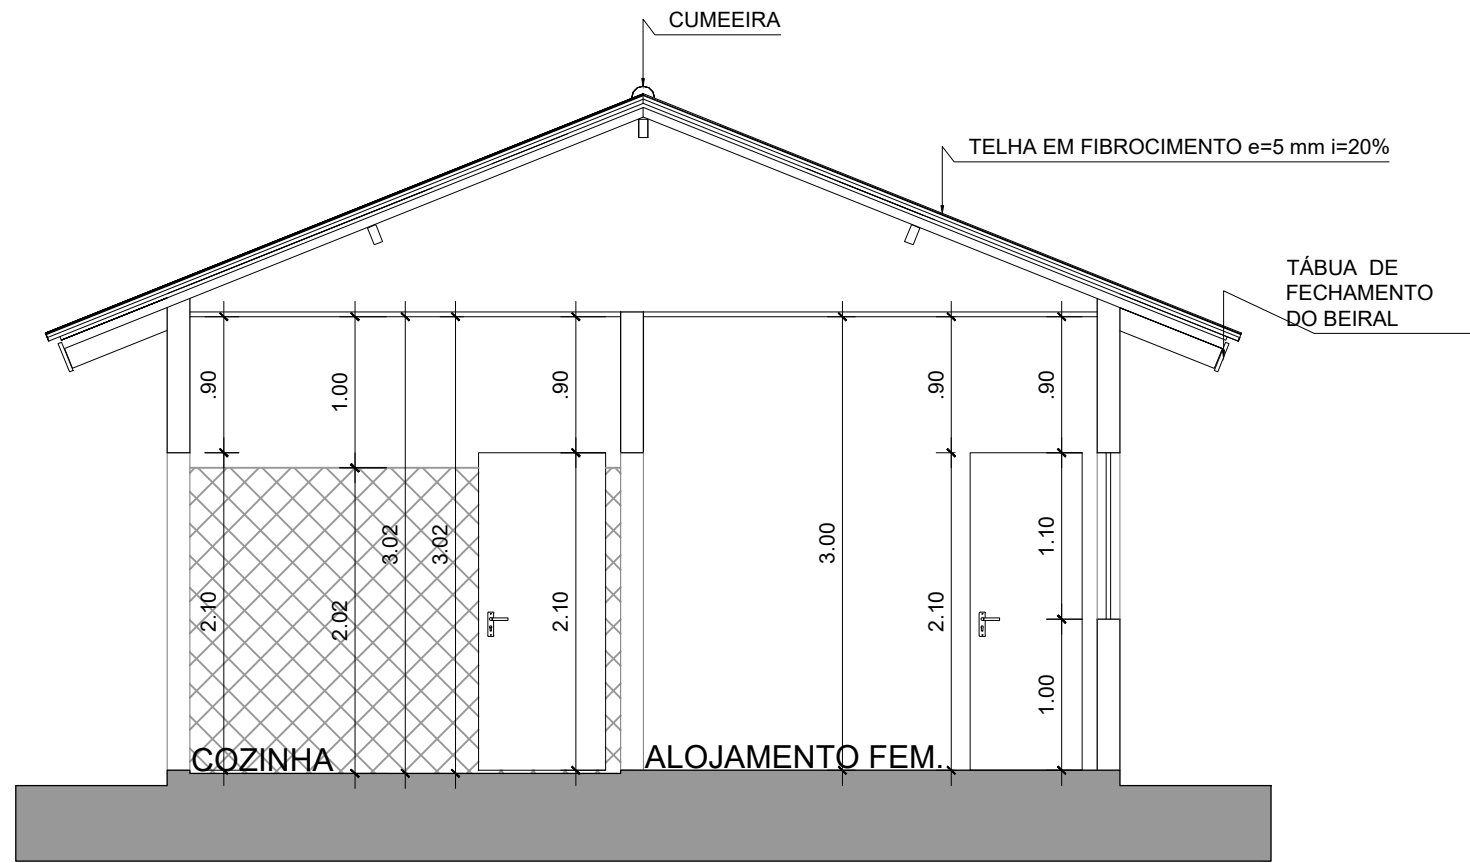 CUMEEIRA
TELHA EM FIBROCIMENTO e=5 mm i=20%
TÁBUA DE
FECHAMENTO
DO BEIRAL
.90
1.00
.90
.90
.90
3.02
3.02
3.00
1.10
2.10
2.02
2.10
2.10
1.00
COZINHA
ALOJAMENTO FEM.